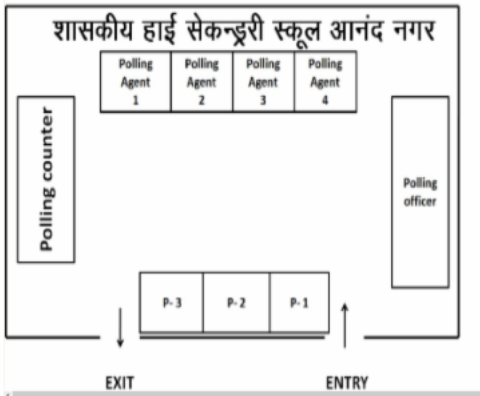 शासकीय हाई सेकन्ड्ररी स्कूल आनंद नगर
Polling Agent 1
Polling Agent 2
Polling Agent 3
Polling Agent 4
Polling counter
Polling officer
P-3
P-2
P-1
EXIT
ENTRY